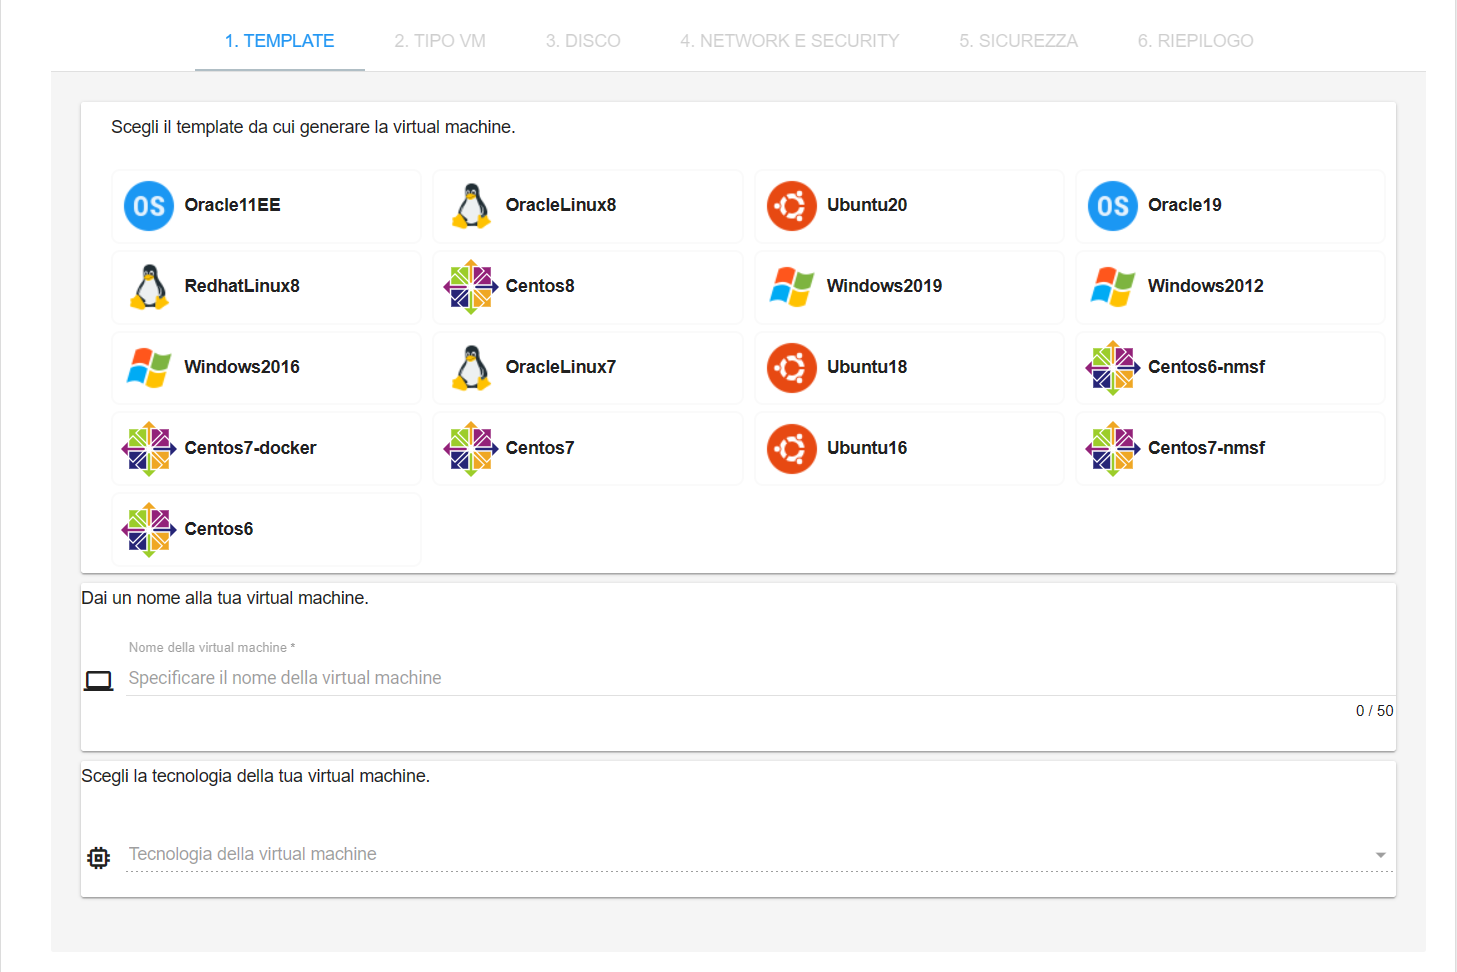 1. TEMPLATE 2. TIPO VM 3. DISCO 4. NETWORK E SECURITY 5. SICUREZZA 6. RIEPILOGO
Scegli il template da cui generare la virtual machine.
OS Oracle11EE OracleLinux8 Ubuntu20 OS Oracle19
RedhatLinux8 Centos8 Windows2019 Windows2012
Windows2016 OracleLinux7 Ubuntu18 Centos6-nmsf
Centos7-docker Centos7 Ubuntu16 Centos7-nmsf
Centos6
Dai un nome alla tua virtual machine.
Nome della virtual machine *
Specificare il nome della virtual machine
0 / 50
Scegli la tecnologia della tua virtual machine.
Tecnologia della virtual machine